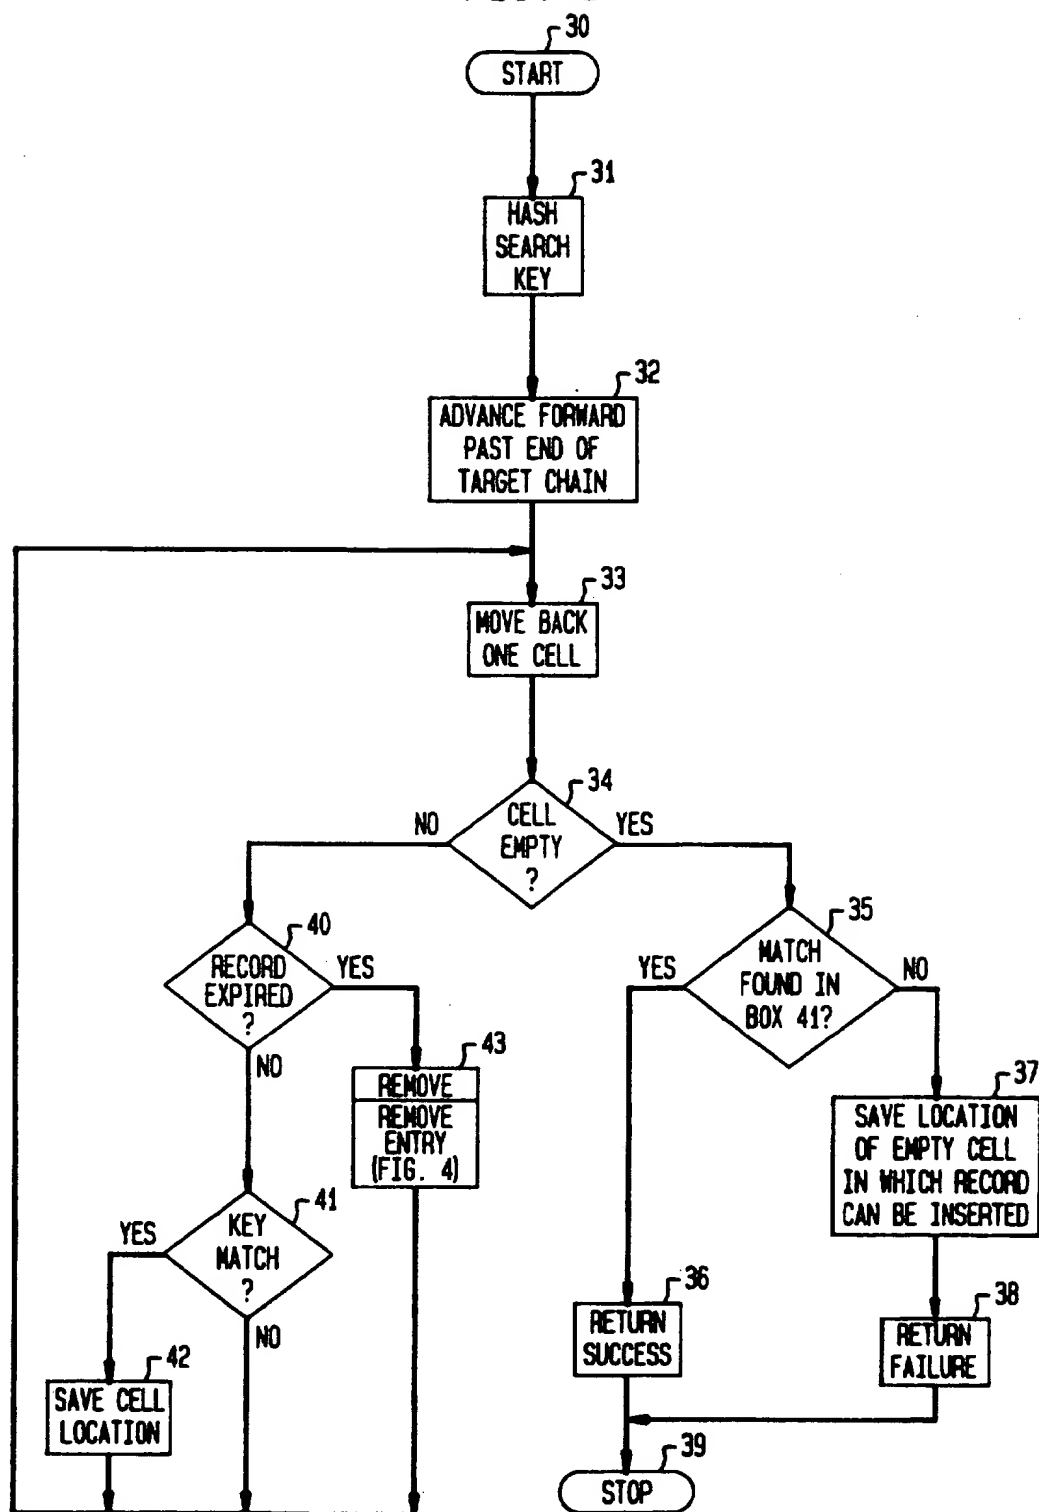 30
START
31
HASH
SEARCH
KEY
32
ADVANCE FORWARD
PAST END OF
TARGET CHAIN
33
MOVE BACK
ONE CELL
34
CELL
EMPTY
?
NO
YES
40
RECORD
EXPIRED
?
YES
NO
35
MATCH
FOUND IN
BOX 41?
YES
NO
43
REMOVE
REMOVE
ENTRY
(FIG. 4)
37
SAVE LOCATION
OF EMPTY CELL
IN WHICH RECORD
CAN BE INSERTED
41
KEY
MATCH
?
YES
NO
36
RETURN
SUCCESS
38
RETURN
FAILURE
42
SAVE CELL
LOCATION
39
STOP